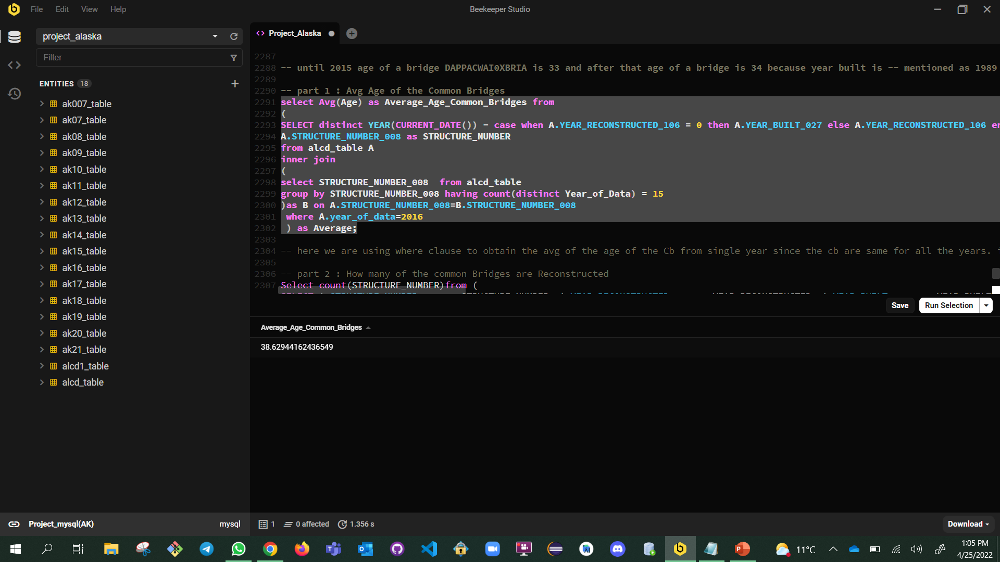 File Edit View Help
Beekeeper Studio
project_alaska
Project_Alaska
Filter
ENTITIES 18
ak007_table
ak07_table
ak08_table
ak09_table
ak10_table
ak11_table
ak12_table
ak13_table
ak14_table
ak15_table
ak16_table
ak17_table
ak18_table
ak19_table
ak20_table
ak21_table
alcd1_table
alcd_table
2287
2288 -- until 2015 age of a bridge DAPPACWAI0XBRIA is 33 and after that age of a bridge is 34 because year built is -- mentioned as 1989
2289
2290 -- part 1 : Avg Age of the Common Bridges
2291 select Avg(Age) as Average_Age_Common_Bridges from
2292 (
2293 SELECT distinct YEAR(CURRENT_DATE()) - case when A.YEAR_RECONSTRUCTED_106 = 0 then A.YEAR_BUILT_027 else A.YEAR_RECONSTRUCTED_106
2294 A.STRUCTURE_NUMBER_008 as STRUCTURE_NUMBER
2295 from alcd_table A
2296 inner join
2297 (
2298 select STRUCTURE_NUMBER_008  from alcd_table
2299 group by STRUCTURE_NUMBER_008 having count(distinct Year_of_Data) = 15
2300 )as B on A.STRUCTURE_NUMBER_008=B.STRUCTURE_NUMBER_008
2301  where A.year_of_data=2016
2302  ) as Average;
2303
2304 -- here we are using where clause to obtain the avg of the age of the Cb from single year since the cb are same for all the years.
2305
2306 -- part 2 : How many of the common Bridges are Reconstructed
2307 Select count(STRUCTURE_NUMBER)from (
Save
Run Selection
Average_Age_Common_Bridges
38.62944162436549
Project_mysql(AK)
mysql
1
0 affected
1.356 s
Download
11°C
1:05 PM
4/25/2022